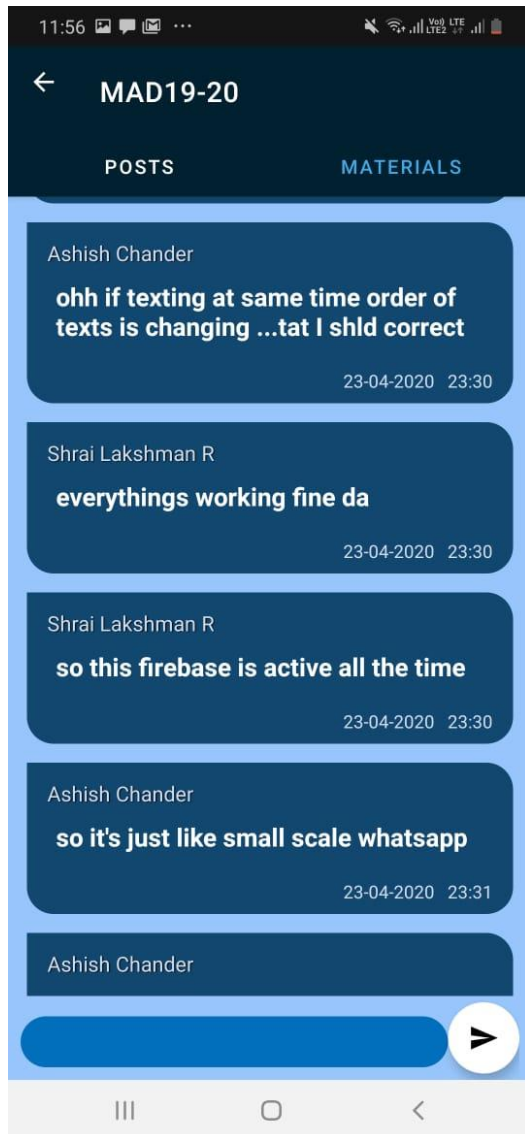 11:56
Vo)) LTE
LTE2
MAD19-20
POSTS
MATERIALS
Ashish Chander
ohh if texting at same time order of
texts is changing ...tat I shld correct
23-04-2020 23:30
Shrai Lakshman R
everythings working fine da
23-04-2020 23:30
Shrai Lakshman R
so this firebase is active all the time
23-04-2020 23:30
Ashish Chander
so it's just like small scale whatsapp
23-04-2020 23:31
Ashish Chander